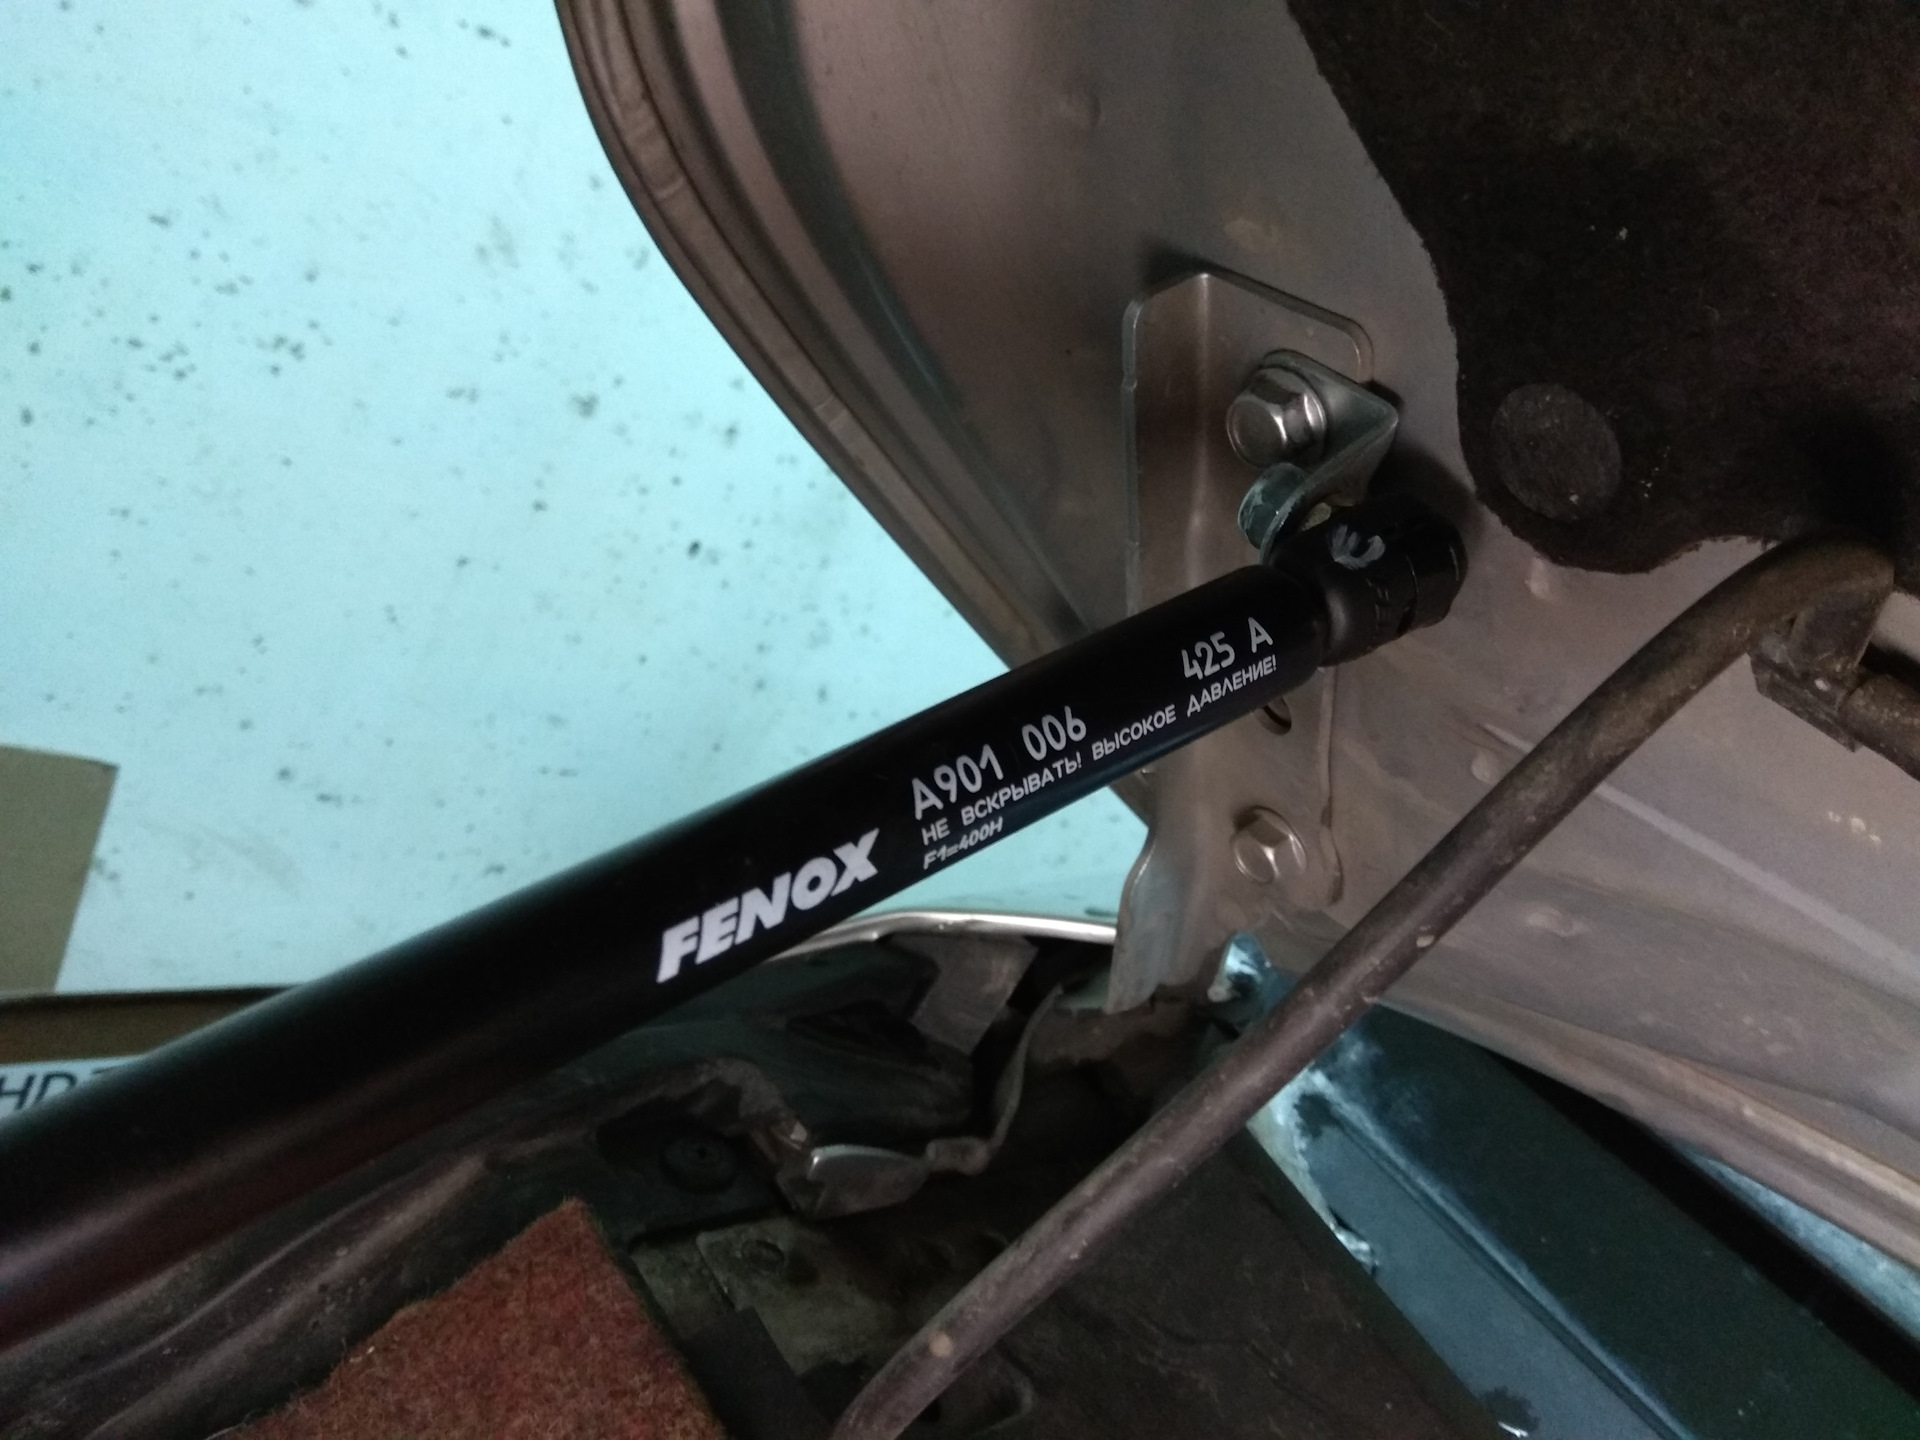 FENOX
A901 006
425 A
НЕ ВСКРЫВАТЬ! ВЫСОКОЕ ДАВЛЕНИЕ!
F1=400H